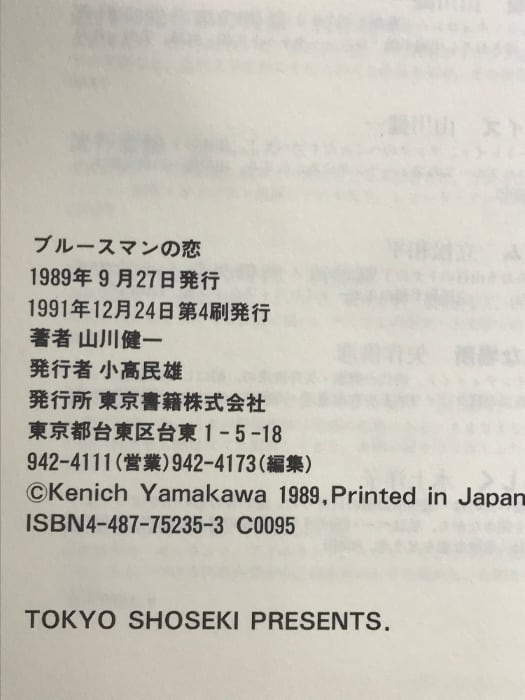 ブルースマンの恋
1989年9月27日発行
1991年12月24日第4刷発行
著者 山川健一
発行者 小高民雄
発行所 東京書籍株式会社
東京都台東区台東1-5-18
942-4111(営業)942-4173(編集)
©Kenich Yamakawa 1989,Printed in Japan
ISBN4-487-75235-3 C0095
TOKYO SHOSEKI PRESENTS.